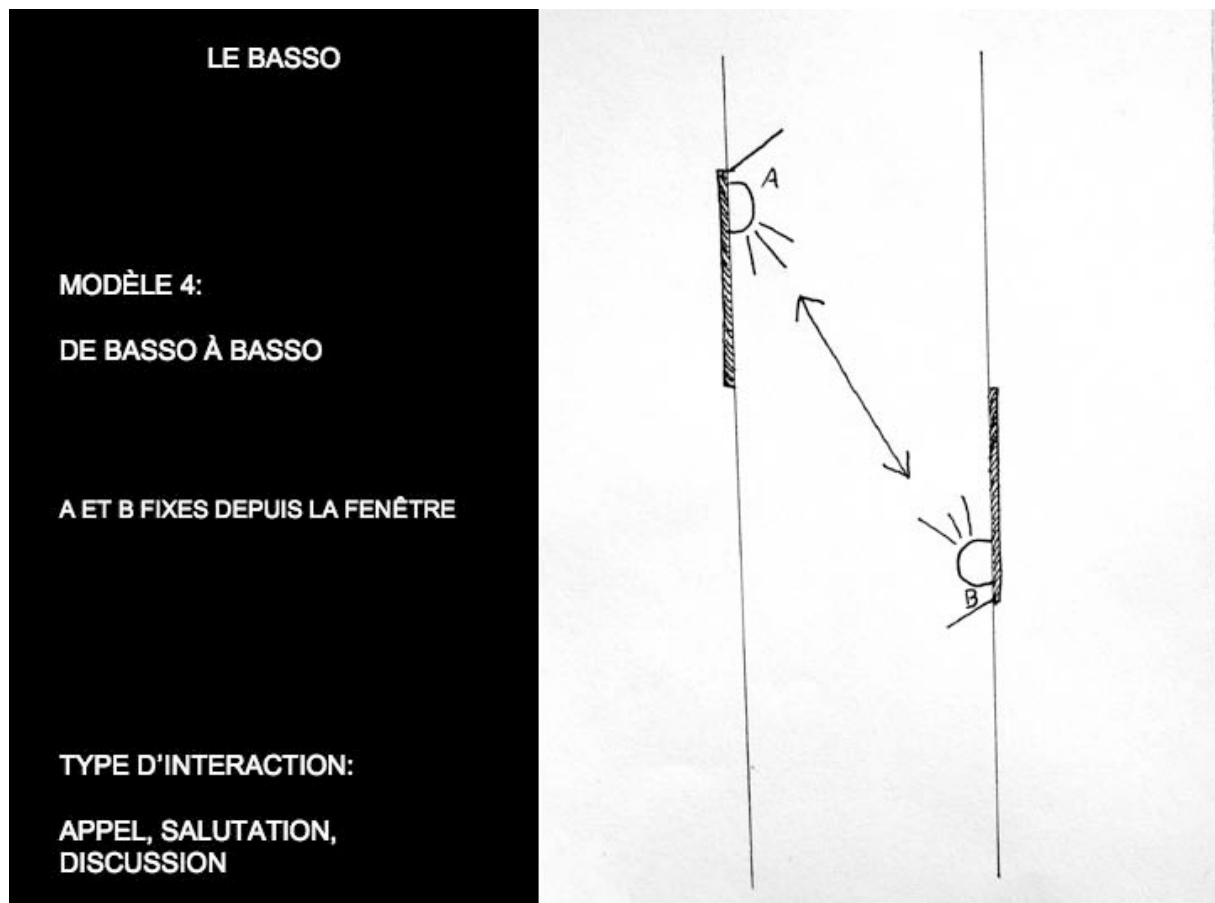 LE BASSO
MODÈLE 4:
DE BASSO À BASSO
A ET B FIXES DEPUIS LA FENÊTRE
TYPE D'INTERACTION:
APPEL, SALUTATION,
DISCUSSION
A
B